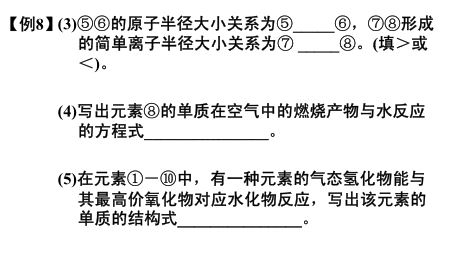 【例8】(3)⑤⑥的原子半径大小关系为⑤_____⑥，⑦⑧形成
的简单离子半径大小关系为⑦ _____⑧。(填＞或
＜)。
(4)写出元素⑧的单质在空气中的燃烧产物与水反应
的方程式_______________。
(5)在元素①－⑩中，有一种元素的气态氢化物能与
其最高价氧化物对应水化物反应，写出该元素的
单质的结构式_______________。